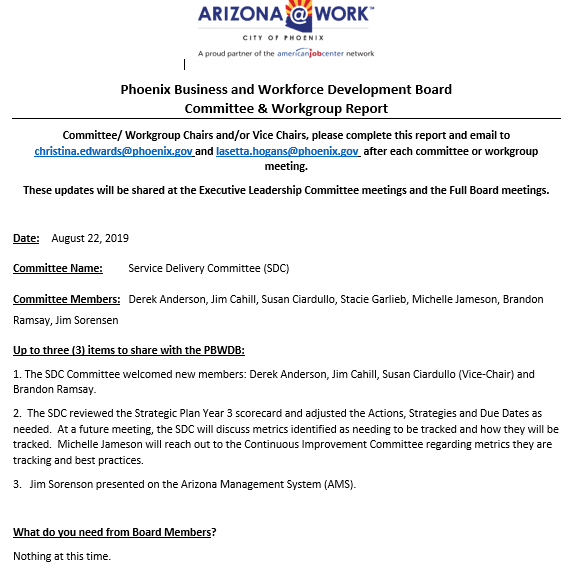 ARIZONA@WORK™
CITY OF PHOENIX
A proud partner of the americanjobcenter network
Phoenix Business and Workforce Development Board
Committee & Workgroup Report
Committee/ Workgroup Chairs and/or Vice Chairs, please complete this report and email to
christina.edwards@phoenix.gov and lasetta.hogans@phoenix.gov after each committee or workgroup
meeting.
These updates will be shared at the Executive Leadership Committee meetings and the Full Board meetings.
Date: August 22, 2019
Committee Name: Service Delivery Committee (SDC)
Committee Members: Derek Anderson, Jim Cahill, Susan Ciardullo, Stacie Garlieb, Michelle Jameson, Brandon
Ramsay, Jim Sorensen
Up to three (3) items to share with the PBWDB:
1. The SDC Committee welcomed new members: Derek Anderson, Jim Cahill, Susan Ciardullo (Vice-Chair) and
Brandon Ramsay.
2. The SDC reviewed the Strategic Plan Year 3 scorecard and adjusted the Actions, Strategies and Due Dates as
needed. At a future meeting, the SDC will discuss metrics identified as needing to be tracked and how they will be
tracked. Michelle Jameson will reach out to the Continuous Improvement Committee regarding metrics they are
tracking and best practices.
3. Jim Sorenson presented on the Arizona Management System (AMS).
What do you need from Board Members?
Nothing at this time.